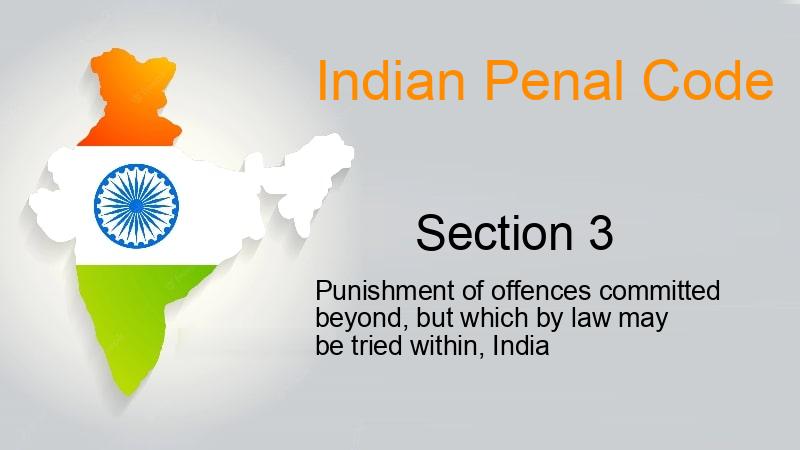 Indian Penal Code
Section 3
Punishment of offences committed
beyond, but which by law may
be tried within, India